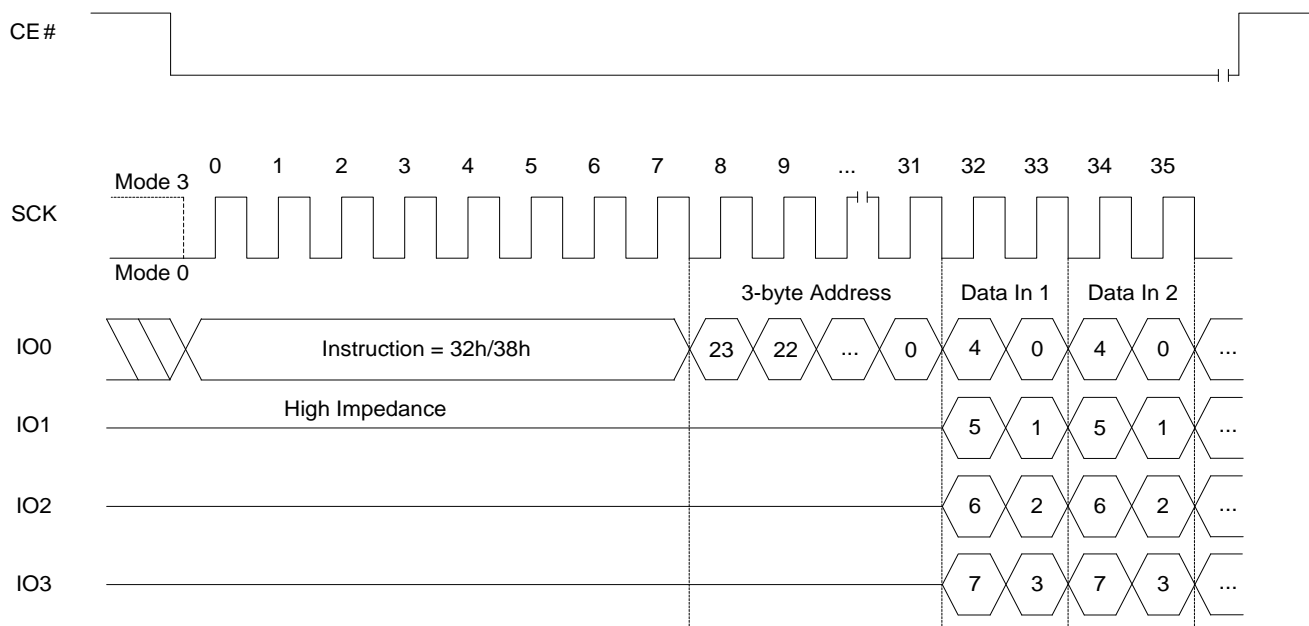 CE#
0 1 2 3 4 5 6 7 8 9 ... 31 32 33 34 35
Mode 3
SCK
Mode 0
3-byte Address Data In 1 Data In 2
IO0 Instruction = 32h/38h 23 22 ... 0 4 0 4 0 ...
High Impedance
IO1 5 1 5 1 ...
IO2 6 2 6 2 ...
IO3 7 3 7 3 ...